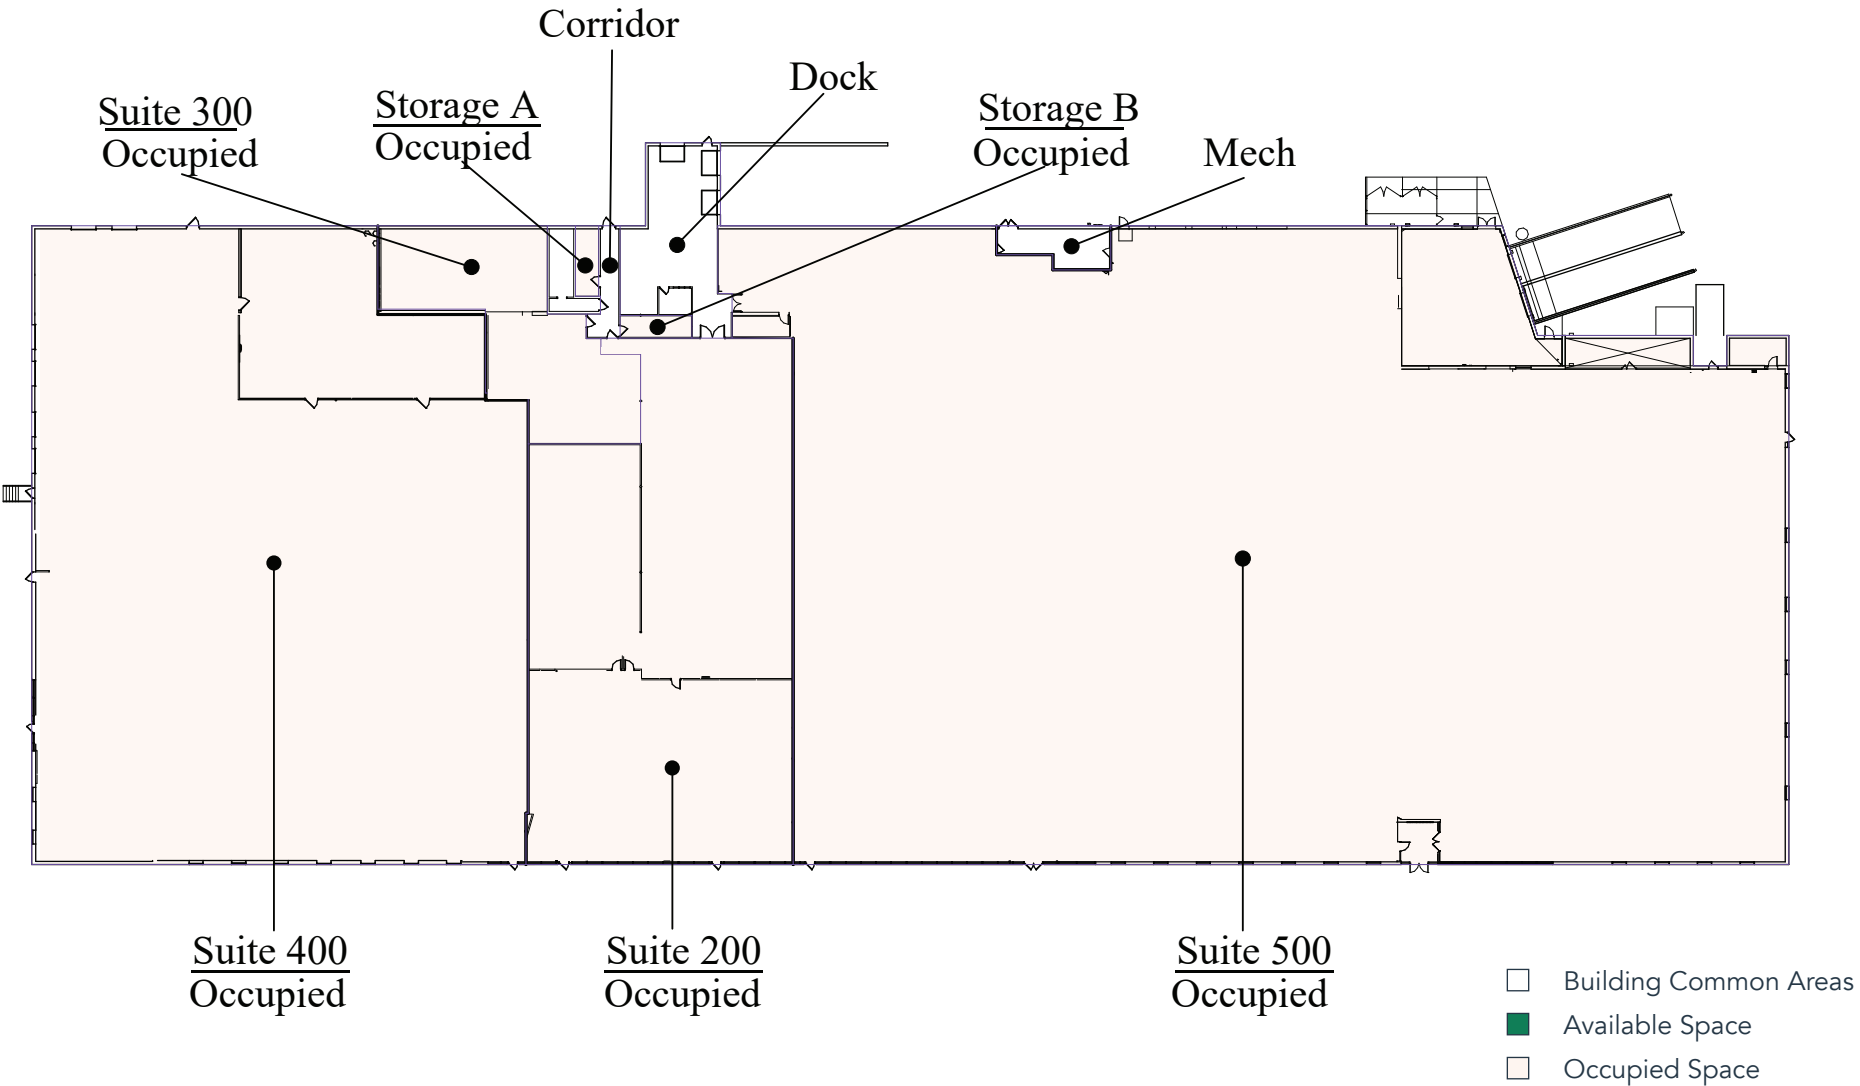 Corridor
Dock
Suite 300
Occupied
Storage A
Occupied
Storage B
Occupied
Mech
Suite 400
Occupied
Suite 200
Occupied
Suite 500
Occupied
Building Common Areas
Available Space
Occupied Space